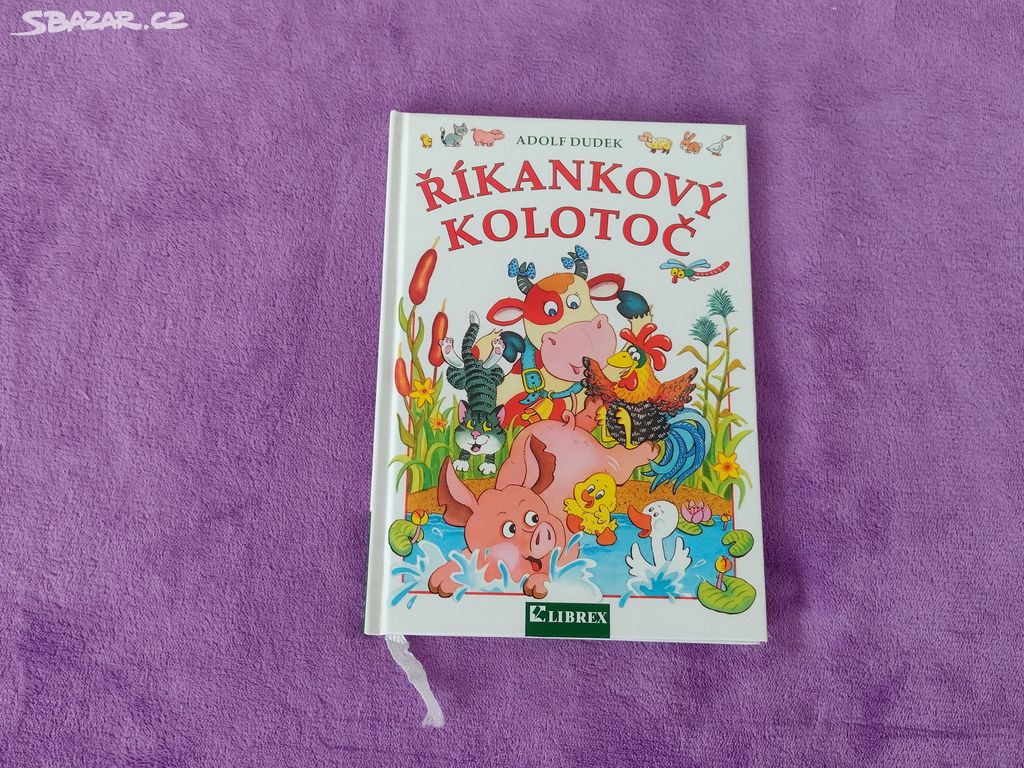 SBAZAR.CZ
ADOLF DUDEK
ŘÍKANKOVÝ
KOLOTOČ
LIBREX